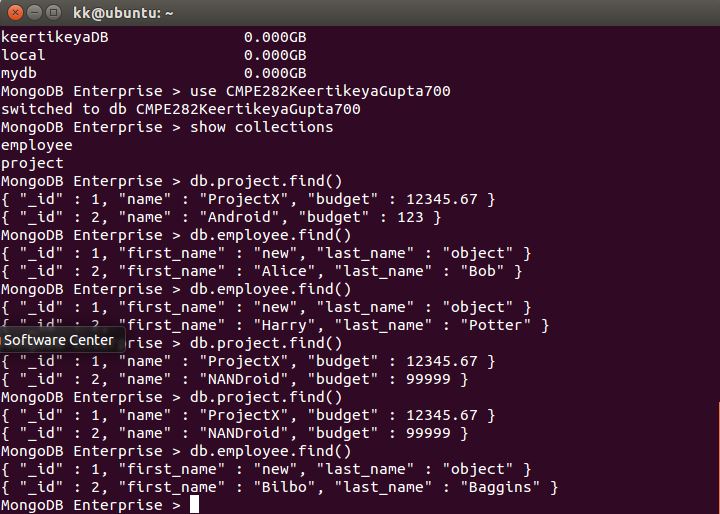 kk@ubuntu: ~
keertikeyaDB 0.000GB
local 0.000GB
mydb 0.000GB
MongoDB Enterprise > use CMPE282KeertikeyaGupta700
switched to db CMPE282KeertikeyaGupta700
MongoDB Enterprise > show collections
employee
project
MongoDB Enterprise > db.project.find()
{ "_id" : 1, "name" : "ProjectX", "budget" : 12345.67 }
{ "_id" : 2, "name" : "Android", "budget" : 123 }
MongoDB Enterprise > db.employee.find()
{ "_id" : 1, "first_name" : "new", "last_name" : "object" }
{ "_id" : 2, "first_name" : "Alice", "last_name" : "Bob" }
MongoDB Enterprise > db.employee.find()
{ "_id" : 1, "first_name" : "new", "last_name" : "object" }
{ "_id" : 2, "first_name" : "Harry", "last_name" : "Potter" }
Software Center
prise > db.project.find()
{ "_id" : 1, "name" : "ProjectX", "budget" : 12345.67 }
{ "_id" : 2, "name" : "NANDroid", "budget" : 99999 }
MongoDB Enterprise > db.project.find()
{ "_id" : 1, "name" : "ProjectX", "budget" : 12345.67 }
{ "_id" : 2, "name" : "NANDroid", "budget" : 99999 }
MongoDB Enterprise > db.employee.find()
{ "_id" : 1, "first_name" : "new", "last_name" : "object" }
{ "_id" : 2, "first_name" : "Bilbo", "last_name" : "Baggins" }
MongoDB Enterprise >